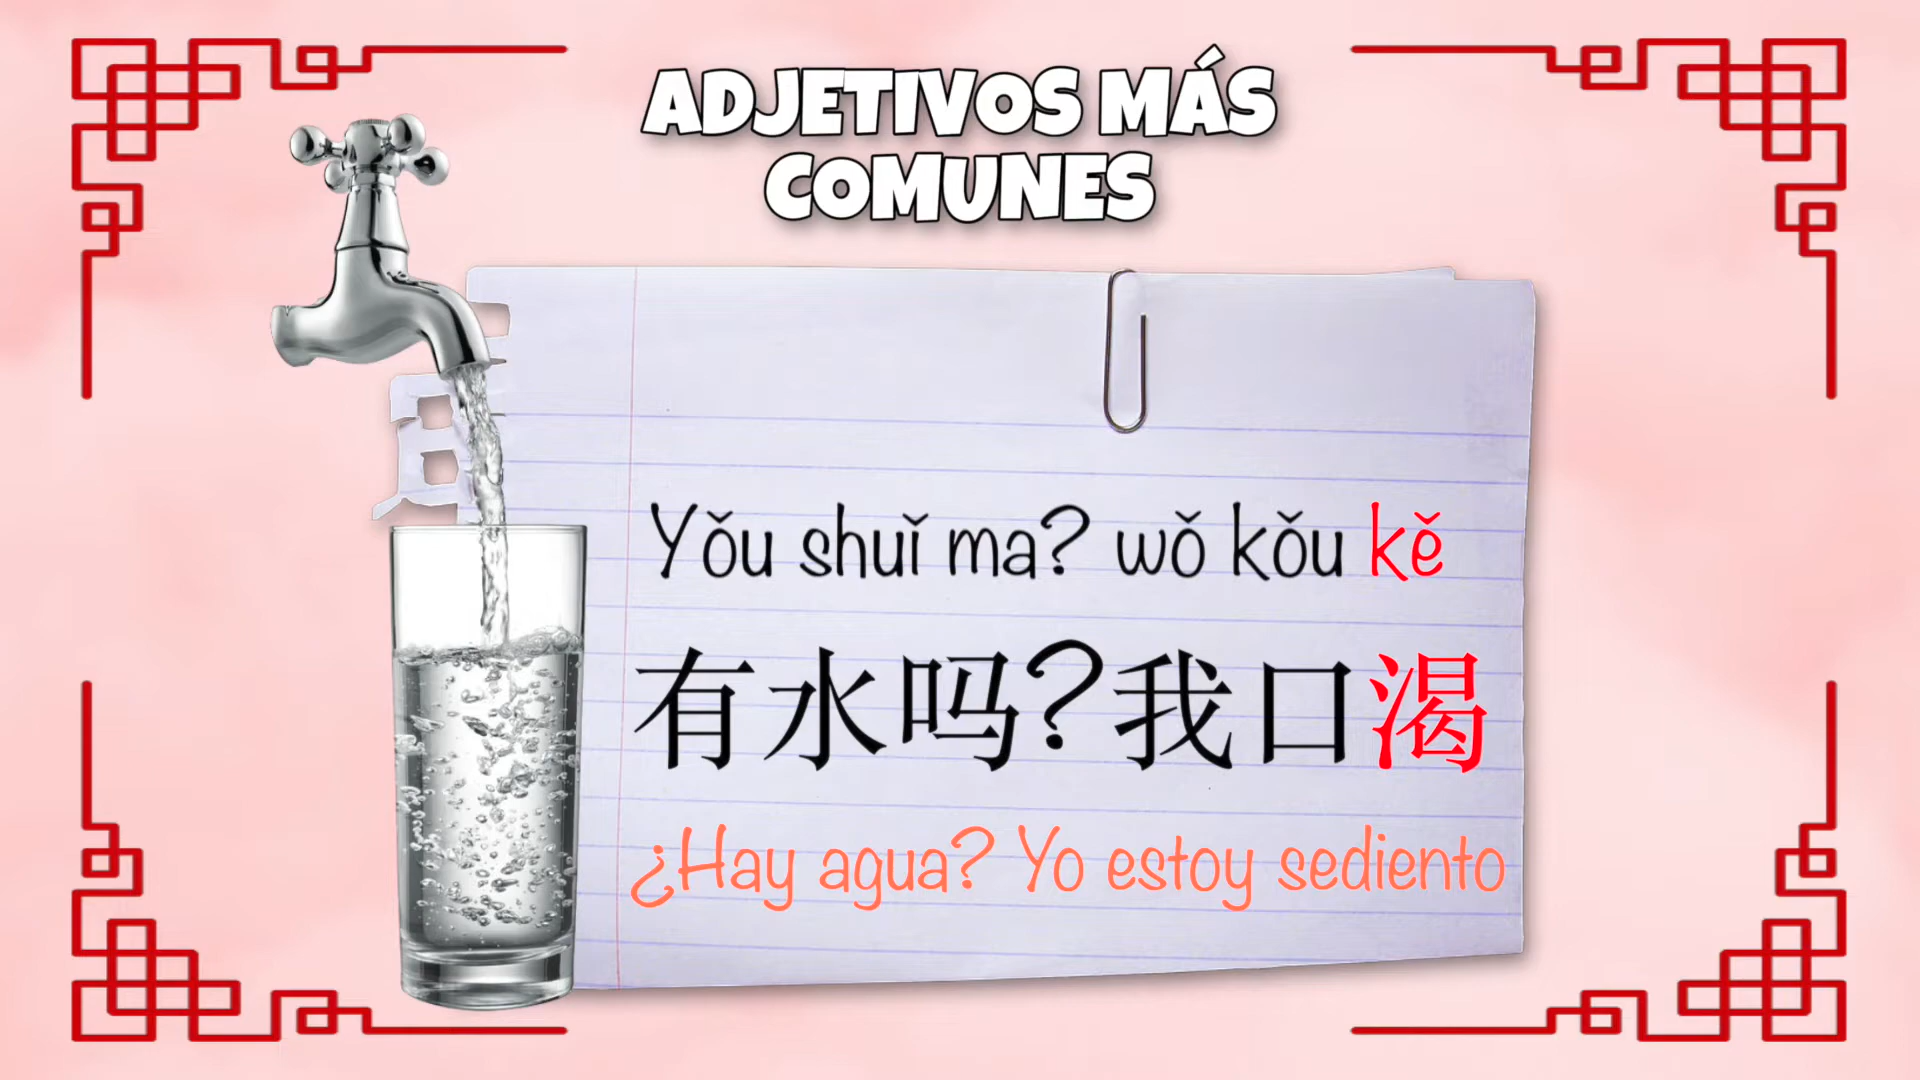 ADJETIVOS MÁS
COMUNES
Yǒu shuǐ ma? wǒ kǒu kě
有水吗?我口渴
¿Hay agua? Yo estoy sediento